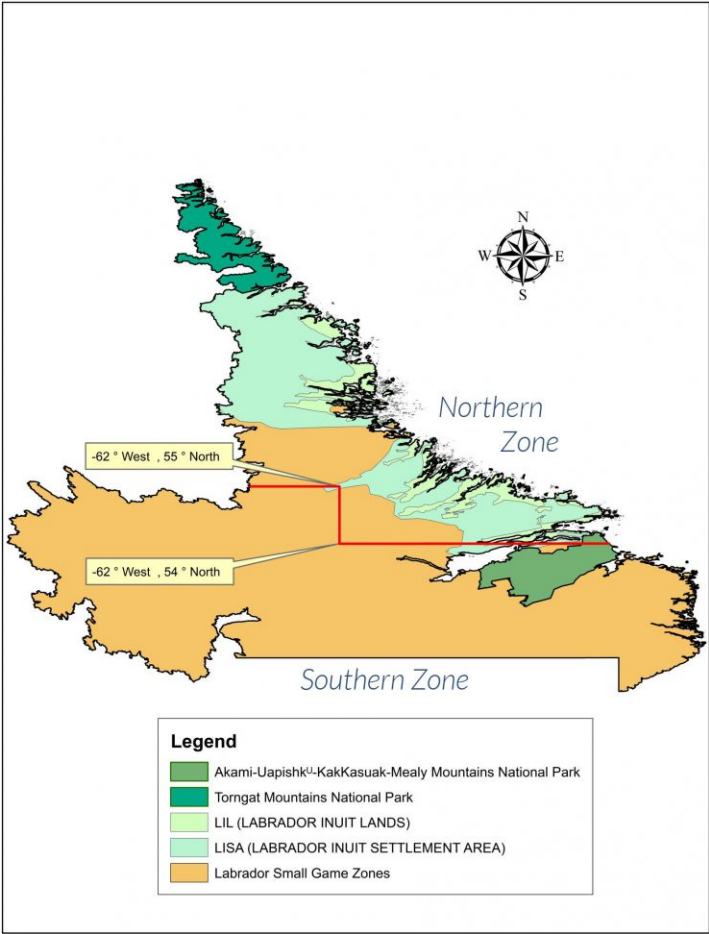 N
W E
S
Northern
Zone
-62 ° West , 55 ° North
-62 ° West , 54 ° North
Southern Zone
Legend
Akami-Uapishkᵁ-KakKasuak-Mealy Mountains National Park
Torngat Mountains National Park
LIL (LABRADOR INUIT LANDS)
LISA (LABRADOR INUIT SETTLEMENT AREA)
Labrador Small Game Zones